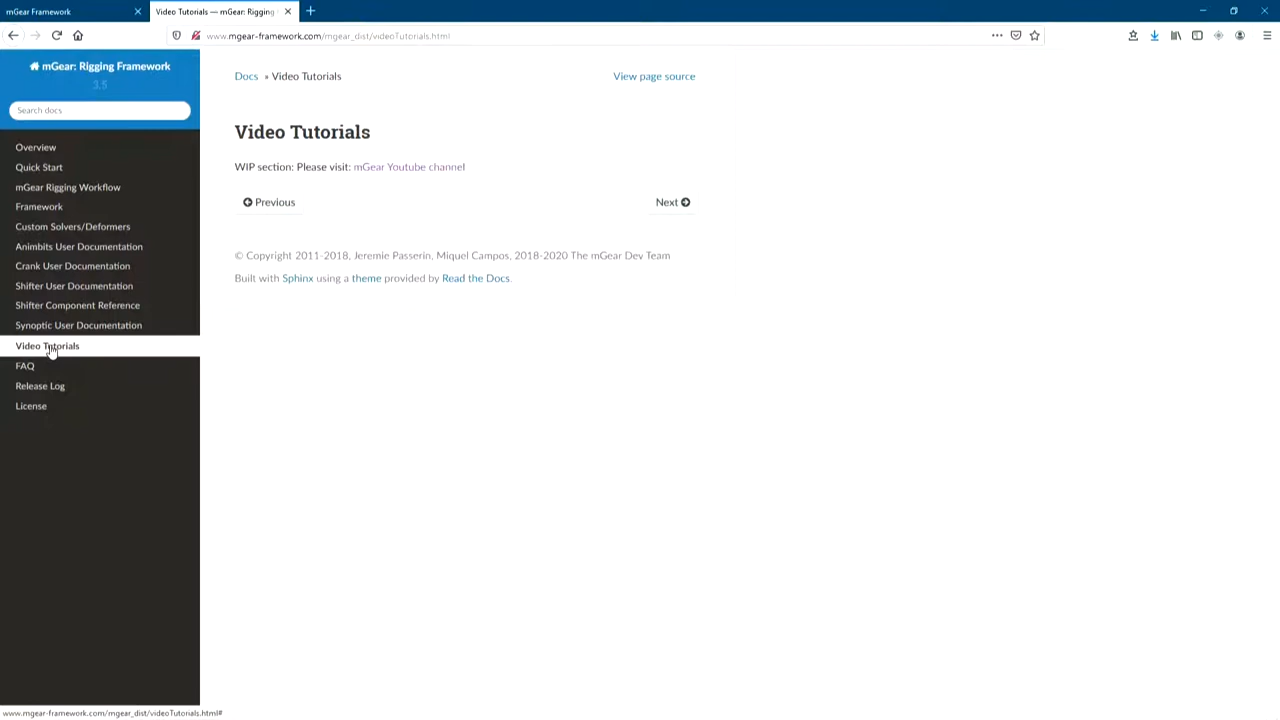 mGear Framework
Video Tutorials — mGear: Rigging
www.mgear-framework.com/mgear_dist/videoTutorials.html
mGear: Rigging Framework
3.5
Search docs
Overview
Quick Start
mGear Rigging Workflow
Framework
Custom Solvers/Deformers
Animbits User Documentation
Crank User Documentation
Shifter User Documentation
Shifter Component Reference
Synoptic User Documentation
Video Tutorials
FAQ
Release Log
License
Docs » Video Tutorials
View page source
Video Tutorials
WIP section: Please visit: mGear Youtube channel
Previous
Next
© Copyright 2011-2018, Jeremie Passerin, Miquel Campos, 2018-2020 The mGear Dev Team
Built with Sphinx using a theme provided by Read the Docs.
www.mgear-framework.com/mgear_dist/videoTutorials.html#